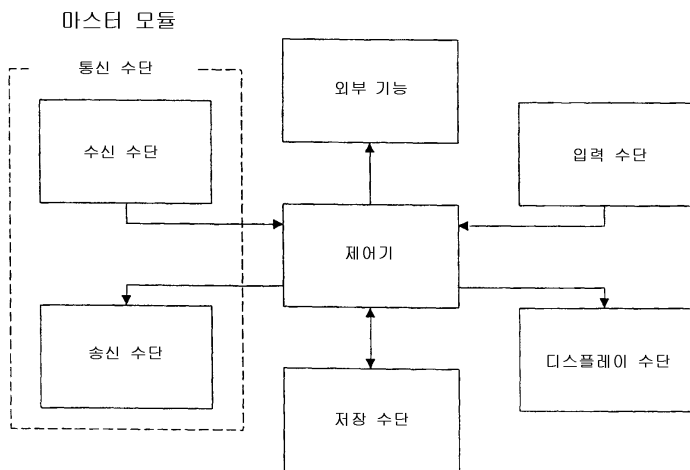 마스터 모듈
통신 수단
외부 기능
수신 수단
입력 수단
제어기
송신 수단
디스플레이 수단
저장 수단